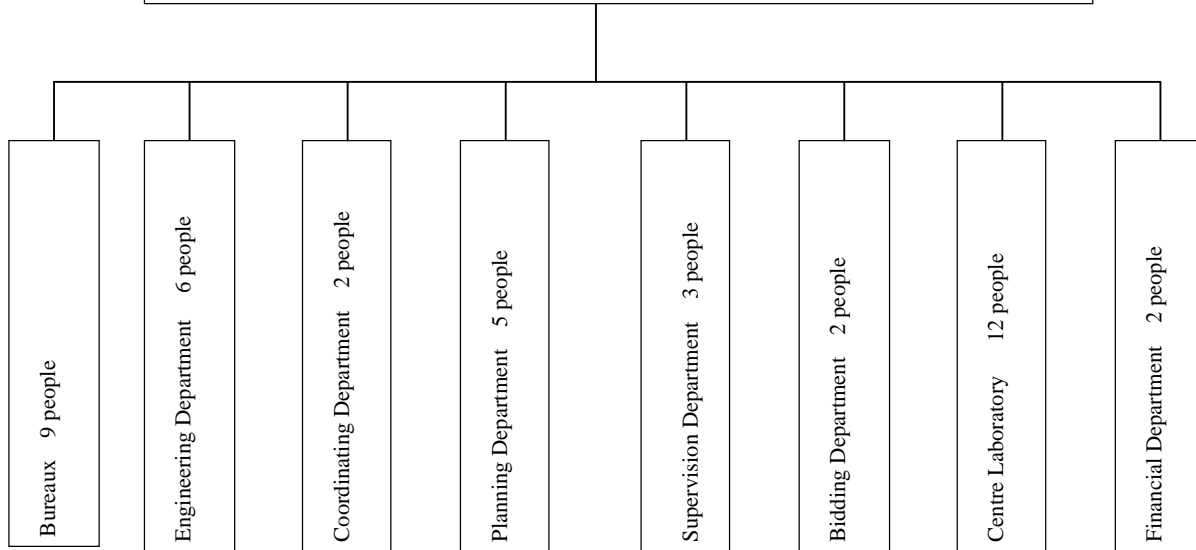 Bureaux 9 people
Engineering Department 6 people
Coordinating Department 2 people
Planning Department 5 people
Supervision Department 3 people
Bidding Department 2 people
Centre Laboratory 12 people
Financial Department 2 people